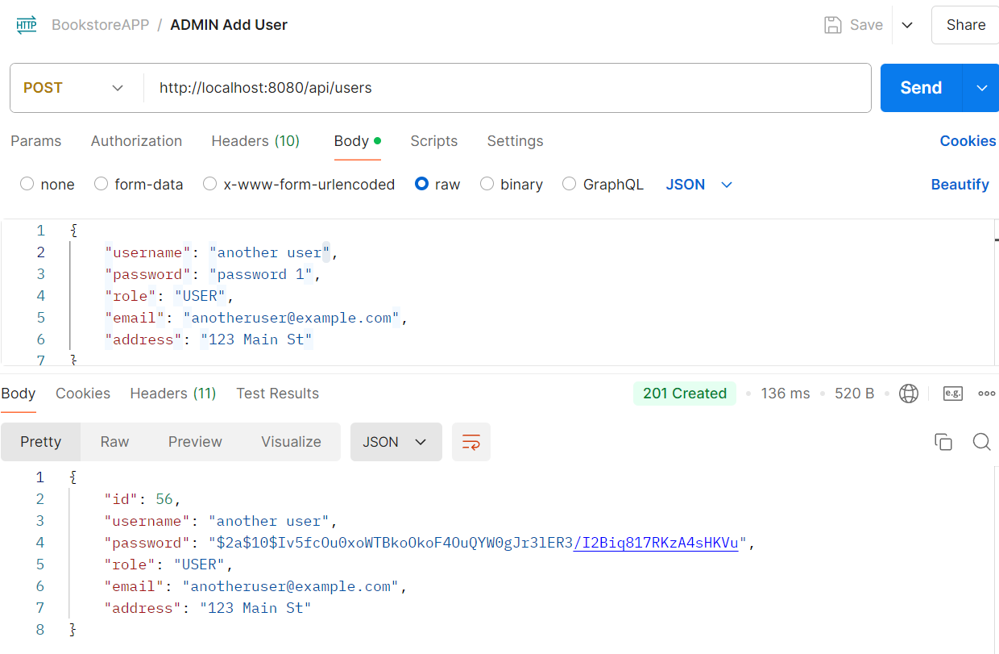 HTTP BookstoreAPP / ADMIN Add User Save Share
POST http://localhost:8080/api/users Send
Params Authorization Headers (10) Body Scripts Settings Cookies
none form-data x-www-form-urlencoded raw binary GraphQL JSON Beautify
1 {
2 "username": "another user",
3 "password": "password 1",
4 "role": "USER",
5 "email": "anotheruser@example.com",
6 "address": "123 Main St"
7 }
Body Cookies Headers (11) Test Results 201 Created 136 ms 520 B e.g.
Pretty Raw Preview Visualize JSON
1 {
2 "id": 56,
3 "username": "another user",
4 "password": "$2a$10$Iv5fcOu0xoWTBkoOkoF4OuQYW0gJr3lER3/I2Biq817RKzA4sHKVu",
5 "role": "USER",
6 "email": "anotheruser@example.com",
7 "address": "123 Main St"
8 }